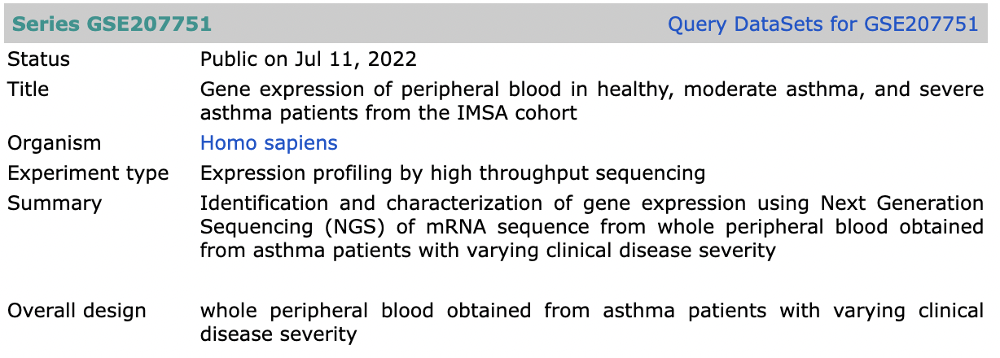 Series GSE207751 Query DataSets for GSE207751
Status Public on Jul 11, 2022
Title Gene expression of peripheral blood in healthy, moderate asthma, and severe
asthma patients from the IMSA cohort
Organism Homo sapiens
Experiment type Expression profiling by high throughput sequencing
Summary Identification and characterization of gene expression using Next Generation
Sequencing (NGS) of mRNA sequence from whole peripheral blood obtained
from asthma patients with varying clinical disease severity
Overall design whole peripheral blood obtained from asthma patients with varying clinical
disease severity